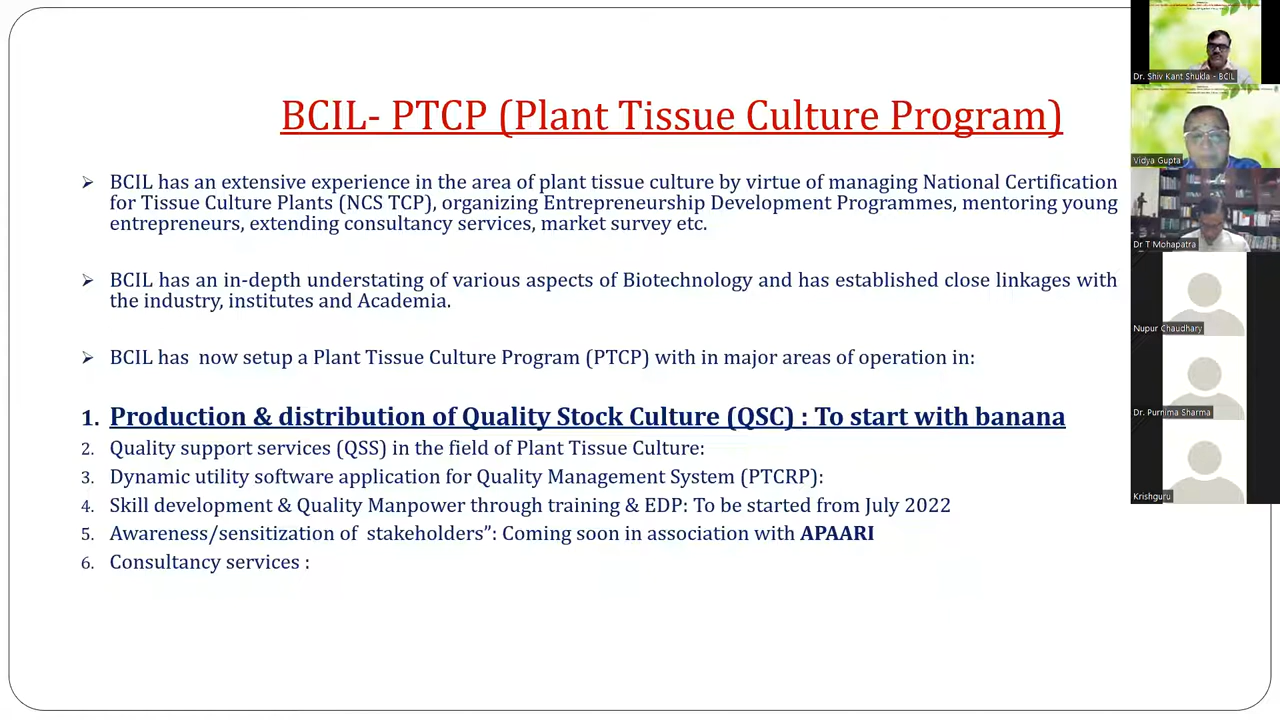 BCIL- PTCP (Plant Tissue Culture Program)
BCIL has an extensive experience in the area of plant tissue culture by virtue of managing National Certification
for Tissue Culture Plants (NCS TCP), organizing Entrepreneurship Development Programmes, mentoring young
entrepreneurs, extending consultancy services, market survey etc.
BCIL has an in-depth understating of various aspects of Biotechnology and has established close linkages with
the industry, institutes and Academia.
BCIL has now setup a Plant Tissue Culture Program (PTCP) with in major areas of operation in:
1. Production & distribution of Quality Stock Culture (QSC) : To start with banana
2. Quality support services (QSS) in the field of Plant Tissue Culture:
3. Dynamic utility software application for Quality Management System (PTCRP):
4. Skill development & Quality Manpower through training & EDP: To be started from July 2022
5. Awareness/sensitization of stakeholders”: Coming soon in association with APAARI
6. Consultancy services :
Dr. Shiv Kant Shukla - BCIL
Vidya Gupta
Dr T Mohapatra
Nupur Chaudhary
Dr. Purnima Sharma
Krishguru